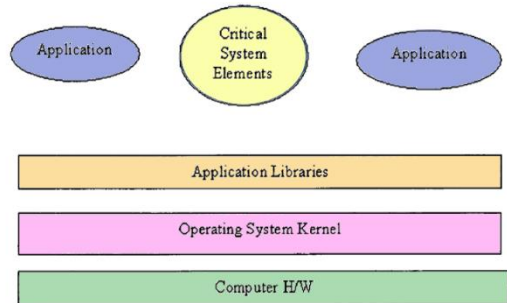 Application
Critical
System
Elements
Application
Application Libraries
Operating System Kernel
Computer H/W